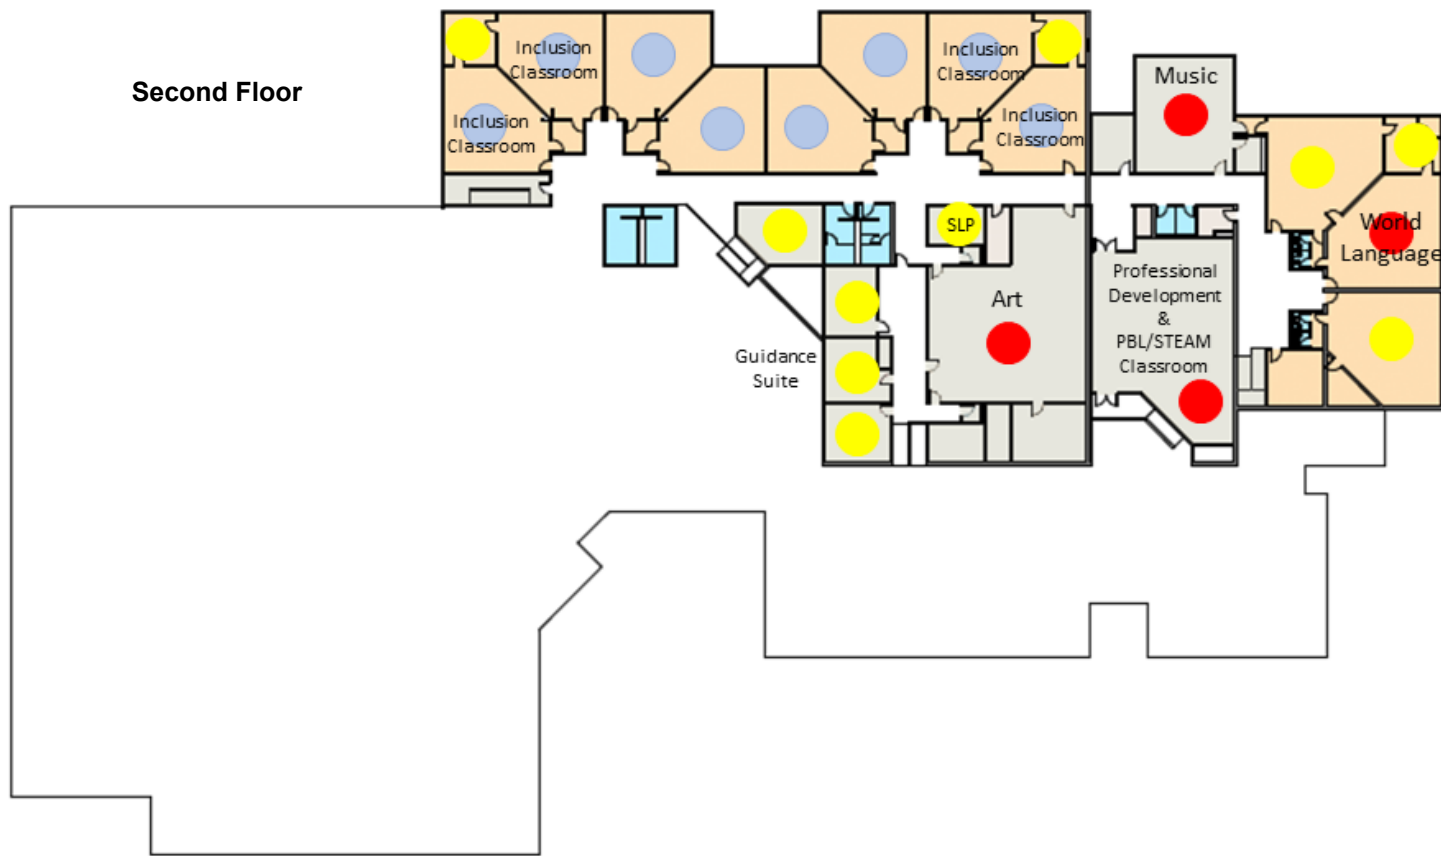 Second Floor
Inclusion
Classroom
Inclusion
Classroom
Inclusion
Classroom
Inclusion
Classroom
Music
World
Language
SLP
Art
Professional
Development
&
PBL/STEAM
Classroom
Guidance
Suite